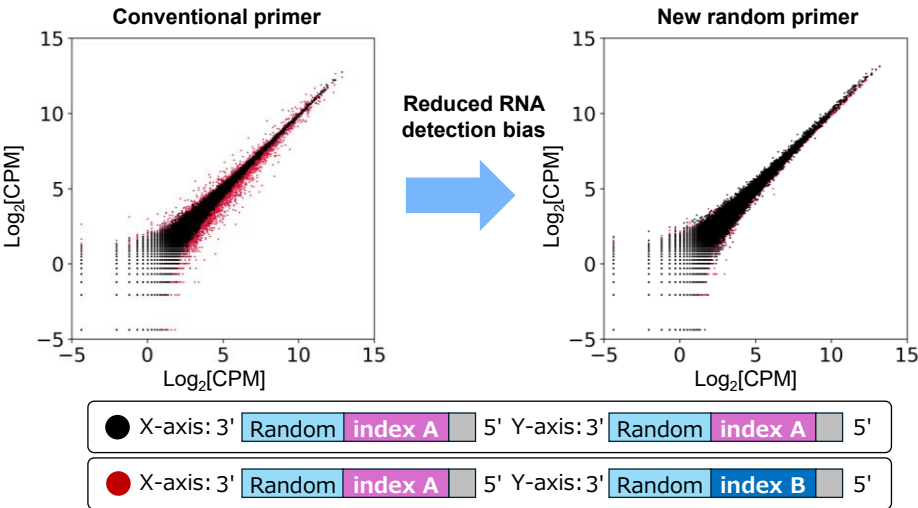 Conventional primer
New random primer
15
10
5
0
−5
−5
0
5
10
15
Log2[CPM]
Log2[CPM]
Reduced RNA
detection bias
15
10
5
0
−5
−5
0
5
10
15
Log2[CPM]
Log2[CPM]
X-axis: 3' Random index A 5' Y-axis: 3' Random index A 5'
X-axis: 3' Random index A 5' Y-axis: 3' Random index B 5'